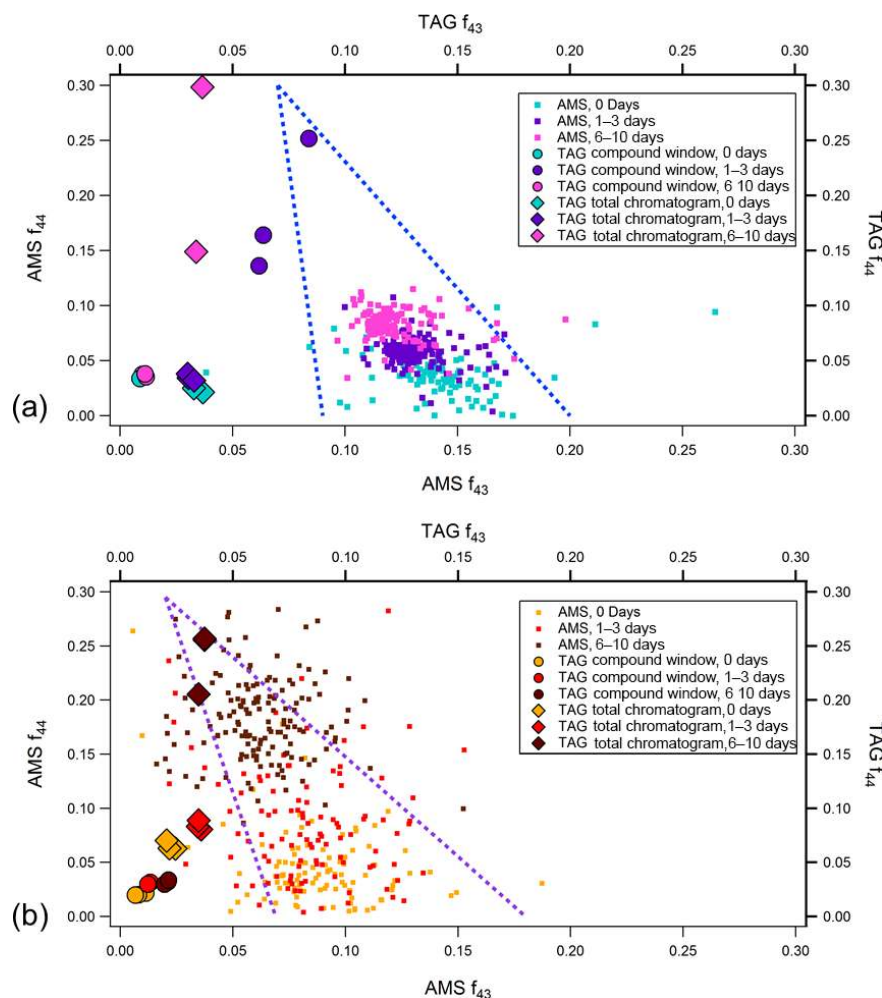 TAG f43
0.00 0.05 0.10 0.15 0.20 0.25 0.30
0.30 0.30
AMS, 0 Days
AMS, 1–3 days
0.25 AMS, 6–10 days 0.25
TAG compound window, 0 days
TAG compound window, 1–3 days
0.20 TAG compound window, 6 10 days 0.20
TAG total chromatogram,0 days
TAG total chromatogram,1–3 days
AMS f44 TAG f44
0.15 TAG total chromatogram,6–10 days 0.15
0.10 0.10
0.05 0.05
(a) 0.00 0.00
0.00 0.05 0.10 0.15 0.20 0.25 0.30
AMS f43
TAG f43
0.00 0.05 0.10 0.15 0.20 0.25 0.30
0.30 0.30
AMS, 0 Days
AMS, 1–3 days
0.25 AMS, 6–10 days 0.25
TAG compound window, 0 days
TAG compound window, 1–3 days
0.20 TAG compound window, 6 10 days 0.20
TAG total chromatogram,0 days
TAG total chromatogram,1–3 days
AMS f44 TAG f44
0.15 TAG total chromatogram,6–10 days 0.15
0.10 0.10
0.05 0.05
(b) 0.00 0.00
0.00 0.05 0.10 0.15 0.20 0.25 0.30
AMS f43